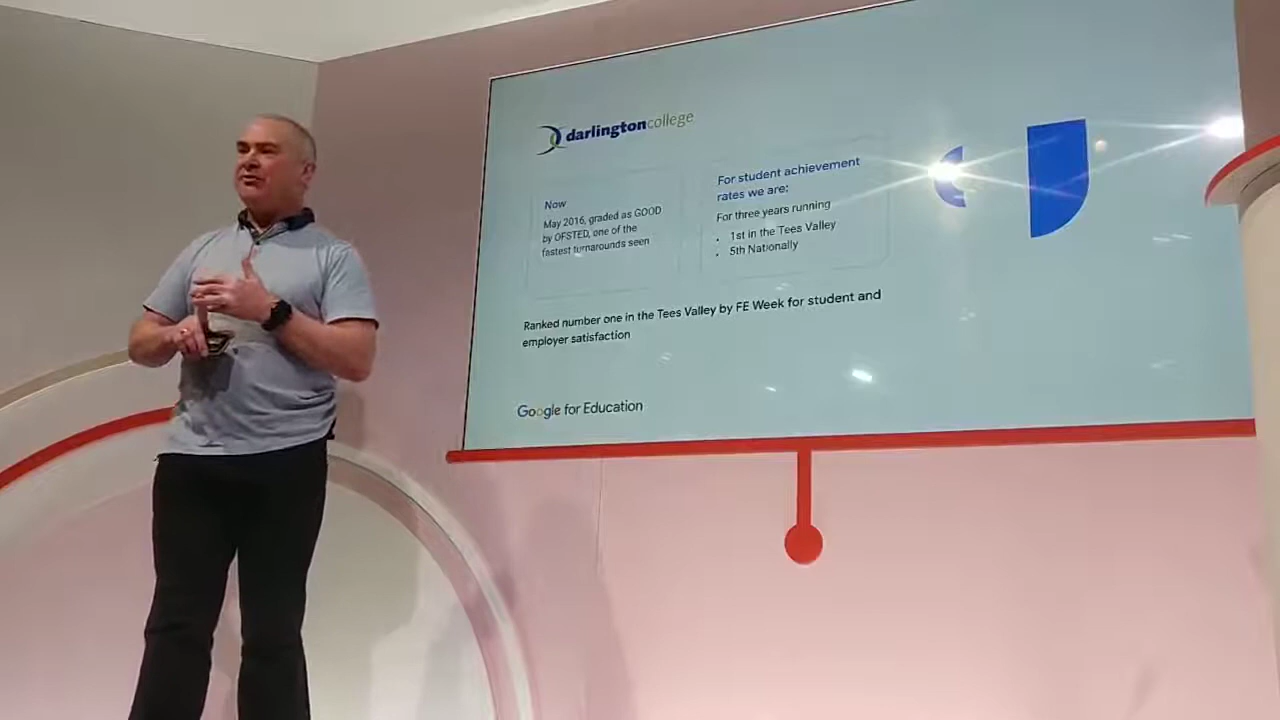 darlingtoncollege
Now
May 2016, graded as GOOD
by OFSTED, one of the
fastest turnarounds seen
For student achievement
rates we are:
For three years running
• 1st in the Tees Valley
• 5th Nationally
Ranked number one in the Tees Valley by FE Week for student and
employer satisfaction
Google for Education